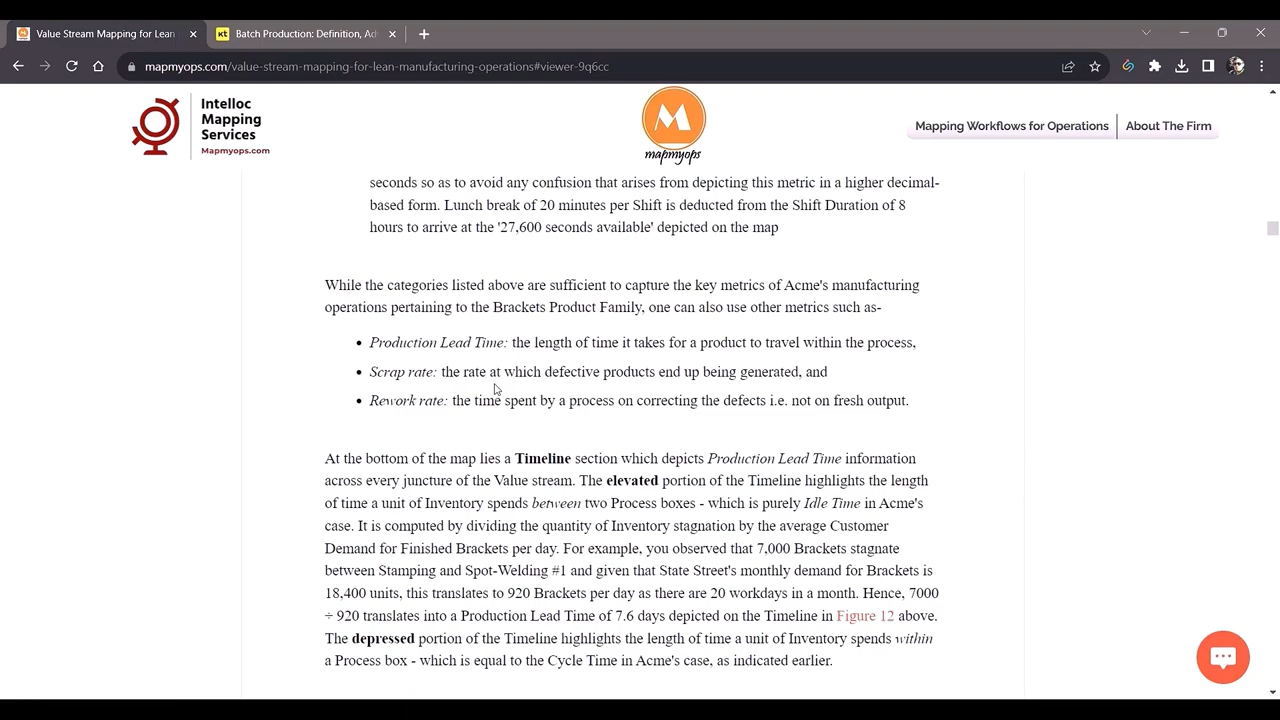 Value Stream Mapping for Lean
Batch Production: Definition, Ad
mapmyops.com/value-stream-mapping-for-lean-manufacturing-operations#viewer-9q6cc
Intelloc
Mapping
Services
Mapmyops.com
M
mapmyops
Mapping Workflows for Operations
About The Firm
seconds so as to avoid any confusion that arises from depicting this metric in a higher decimal-
based form. Lunch break of 20 minutes per Shift is deducted from the Shift Duration of 8
hours to arrive at the '27,600 seconds available' depicted on the map
While the categories listed above are sufficient to capture the key metrics of Acme's manufacturing
operations pertaining to the Brackets Product Family, one can also use other metrics such as-
• Production Lead Time: the length of time it takes for a product to travel within the process,
• Scrap rate: the rate at which defective products end up being generated, and
• Rework rate: the time spent by a process on correcting the defects i.e. not on fresh output.
At the bottom of the map lies a Timeline section which depicts Production Lead Time information
across every juncture of the Value stream. The elevated portion of the Timeline highlights the length
of time a unit of Inventory spends between two Process boxes - which is purely Idle Time in Acme's
case. It is computed by dividing the quantity of Inventory stagnation by the average Customer
Demand for Finished Brackets per day. For example, you observed that 7,000 Brackets stagnate
between Stamping and Spot-Welding #1 and given that State Street's monthly demand for Brackets is
18,400 units, this translates to 920 Brackets per day as there are 20 workdays in a month. Hence, 7000
÷ 920 translates into a Production Lead Time of 7.6 days depicted on the Timeline in Figure 12 above.
The depressed portion of the Timeline highlights the length of time a unit of Inventory spends within
a Process box - which is equal to the Cycle Time in Acme's case, as indicated earlier.